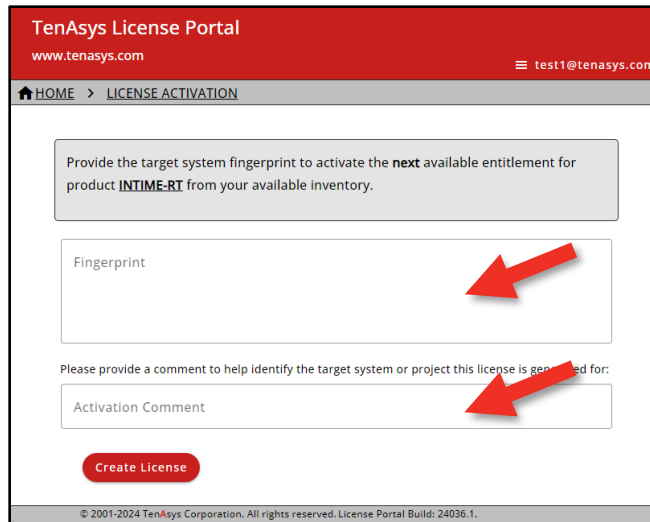 TenAsys License Portal
www.tenasys.com
test1@tenasys.com
HOME > LICENSE ACTIVATION
Provide the target system fingerprint to activate the next available entitlement for
product INTIME-RT from your available inventory.
Fingerprint
Please provide a comment to help identify the target system or project this license is generated for:
Activation Comment
Create License
© 2001-2024 TenAsys Corporation. All rights reserved. License Portal Build: 24036.1.